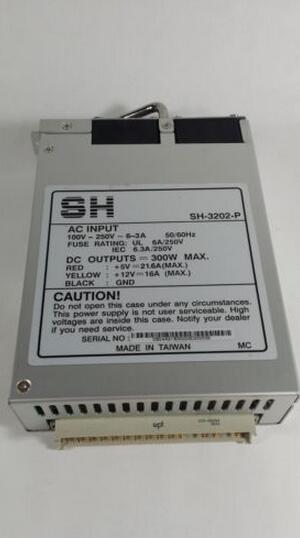 SH
SH-3202-P
AC INPUT
100V ~ 250V ~ 6-3A 50/60Hz
FUSE RATING: UL 6A/250V
IEC 6.3A/250V
DC OUTPUTS ⎓ 300W MAX.
RED : +5V⎓21.6A(MAX.)
YELLOW : +12V⎓16A (MAX.)
BLACK : GND
CAUTION!
Do not open this case under any circumstances.
This power supply is not user serviceable. High
voltages are inside this case. Notify your dealer
if you need service.
SERIAL NO :
MADE IN TAIWAN MC
ept